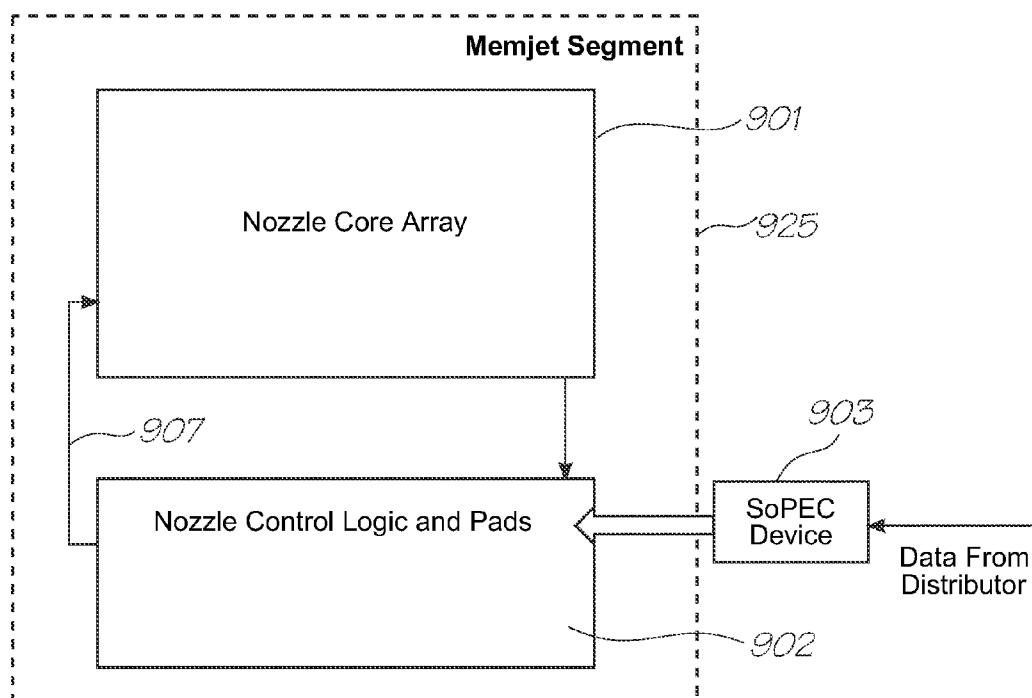 Memjet Segment
901
Nozzle Core Array
925
907
903
Nozzle Control Logic and Pads
SoPEC
Device
Data From
Distributor
902